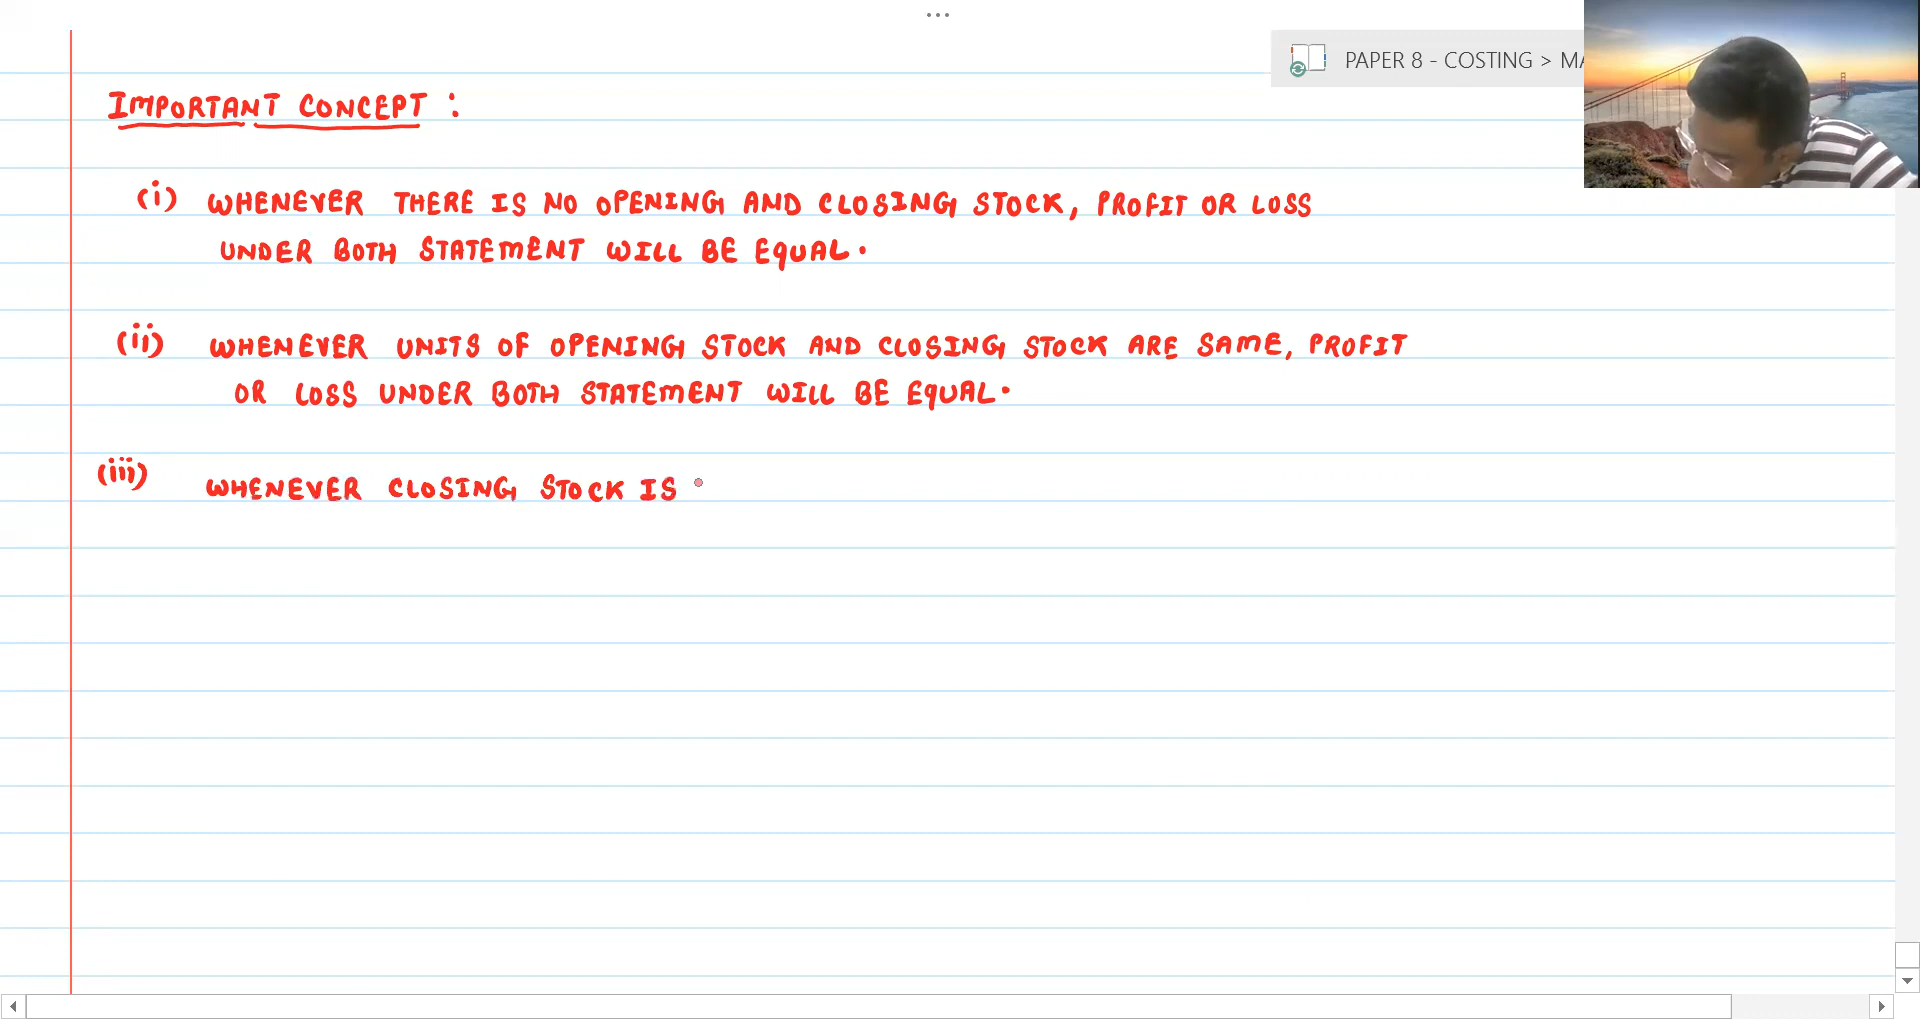 PAPER 8 - COSTING > MA
IMPORTANT CONCEPT :
(i) WHENEVER THERE IS NO OPENING AND CLOSING STOCK, PROFIT OR LOSS
UNDER BOTH STATEMENT WILL BE EQUAL.
(ii) WHENEVER UNITS OF OPENING STOCK AND CLOSING STOCK ARE SAME, PROFIT
OR LOSS UNDER BOTH STATEMENT WILL BE EQUAL.
(iii) WHENEVER CLOSING STOCK IS